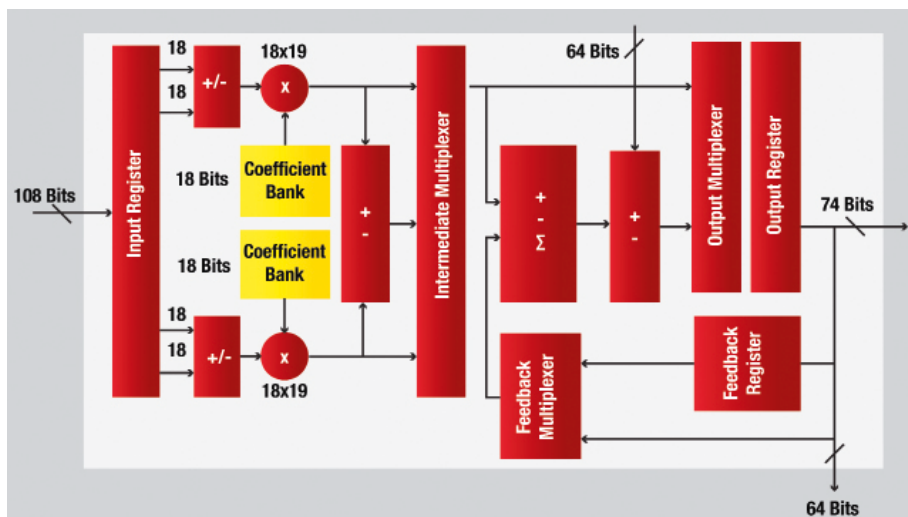 18
+/-
18x19
18
x
64 Bits
108 Bits
Input Register
18 Bits
Coefficient
Bank
+
-
Intermediate Multiplexer
+
-
Σ
+
-
Output Multiplexer
Output Register
74 Bits
18 Bits
Coefficient
Bank
18
18
+/-
x
18x19
Feedback
Multiplexer
Feedback
Register
64 Bits